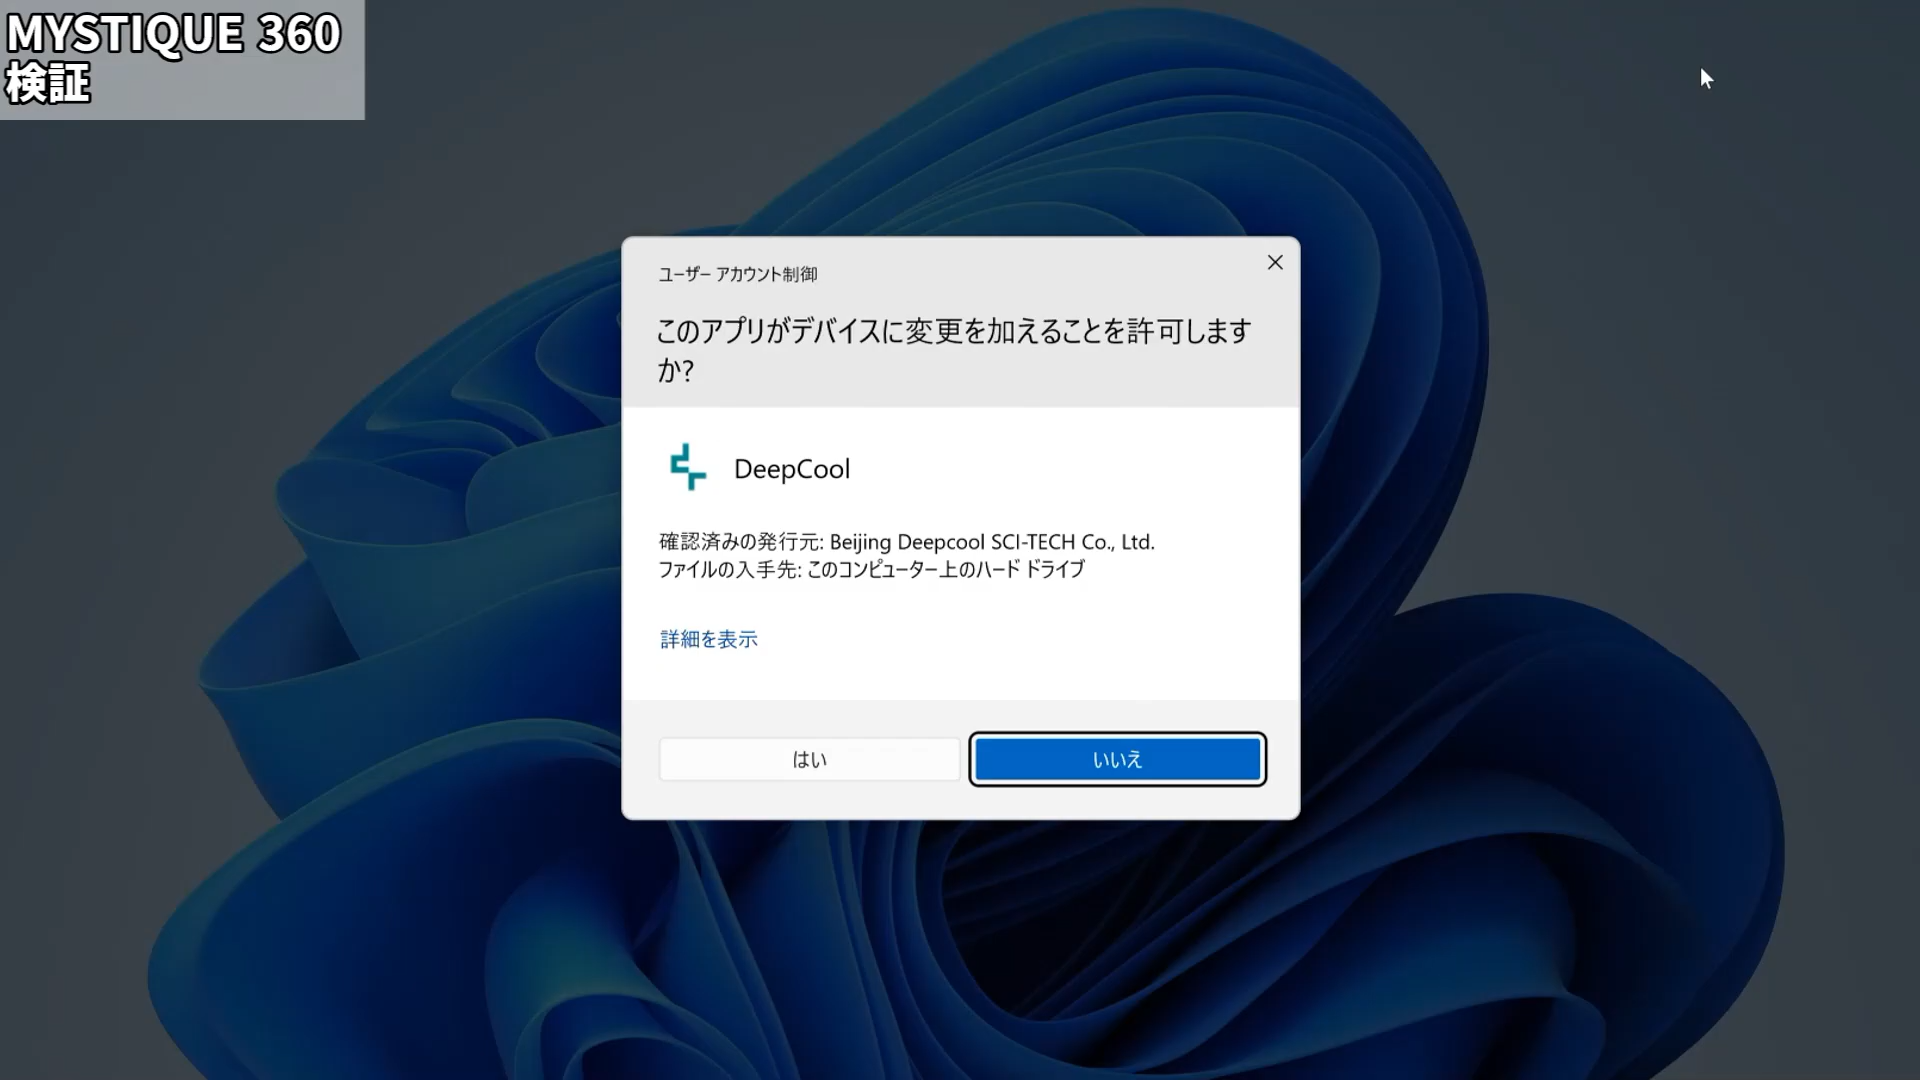 MYSTIQUE 360
検証
ユーザー アカウント制御
このアプリがデバイスに変更を加えることを許可します
か?
DeepCool
確認済みの発行元: Beijing Deepcool SCI-TECH Co., Ltd.
ファイルの入手先: このコンピューター上のハード ドライブ
詳細を表示
はい
いいえ